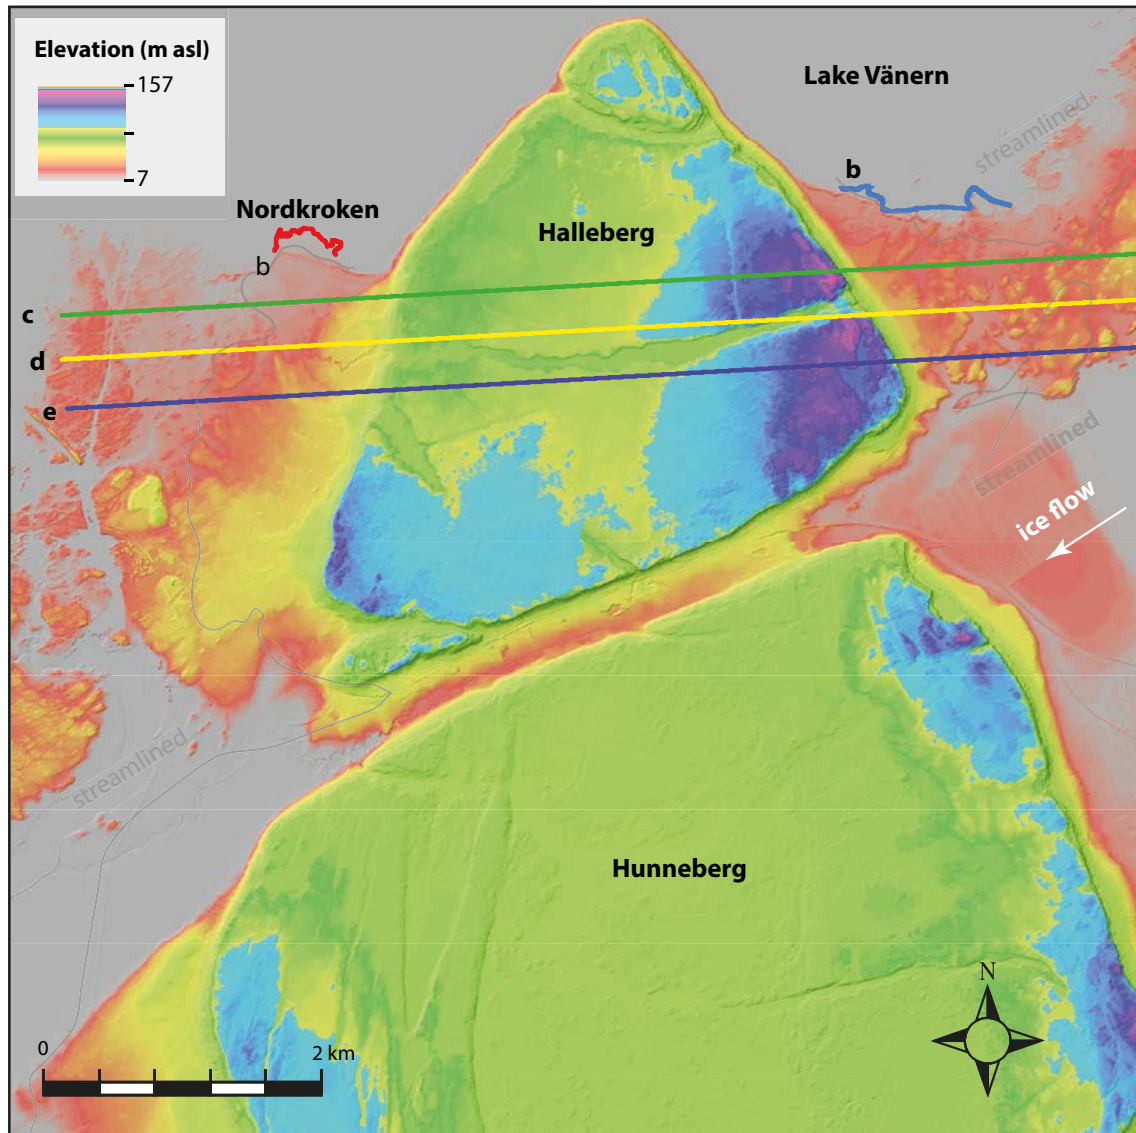 Elevation (m asl)
157
7
Lake Vänern
streamlined
b
Nordkroken
b
Halleberg
c
d
e
streamlined
ice flow
streamlined
Hunneberg
N
0
2 km